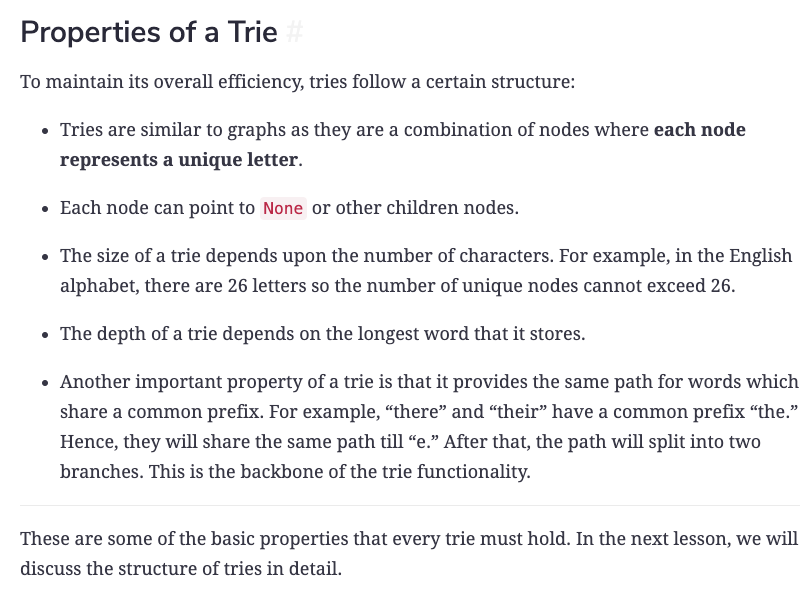 Properties of a Trie #
To maintain its overall efficiency, tries follow a certain structure:
• Tries are similar to graphs as they are a combination of nodes where each node
represents a unique letter.
• Each node can point to None or other children nodes.
• The size of a trie depends upon the number of characters. For example, in the English
alphabet, there are 26 letters so the number of unique nodes cannot exceed 26.
• The depth of a trie depends on the longest word that it stores.
• Another important property of a trie is that it provides the same path for words which
share a common prefix. For example, “there” and “their” have a common prefix “the.”
Hence, they will share the same path till “e.” After that, the path will split into two
branches. This is the backbone of the trie functionality.
These are some of the basic properties that every trie must hold. In the next lesson, we will
discuss the structure of tries in detail.